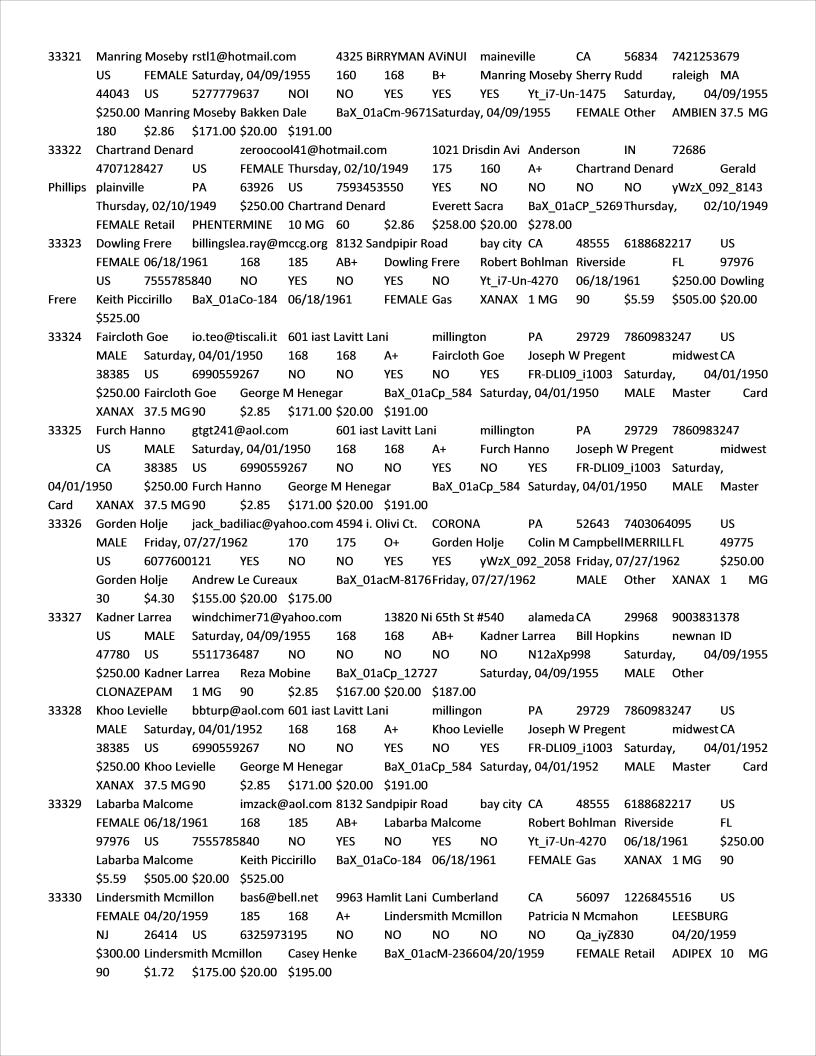 33321 Manring Moseby rstl1@hotmail.com 4325 BiRRYMAN AViNUI maineville CA 56834 7421253679
US FEMALE Saturday, 04/09/1955 160 168 B+ Manring Moseby Sherry Rudd raleigh MA
44043 US 5277779637 NOI NO YES YES YES Yt_i7-Un-1475 Saturday, 04/09/1955
$250.00 Manring Moseby Bakken Dale BaX_01aCm-9671Saturday, 04/09/1955 FEMALE Other AMBIEN 37.5 MG
180 $2.86 $171.00 $20.00 $191.00
33322 Chartrand Denard zeroocool41@hotmail.com 1021 Drisdin Avi Anderson IN 72686
4707128427 US FEMALE Thursday, 02/10/1949 175 160 A+ Chartrand Denard Gerald
Phillips plainville PA 63926 US 7593453550 YES NO NO NO NO yWzX_092_8143
Thursday, 02/10/1949 $250.00 Chartrand Denard Everett Sacra BaX_01aCP_5269Thursday, 02/10/1949
FEMALE Retail PHENTERMINE 10 MG 60 $2.86 $258.00 $20.00 $278.00
33323 Dowling Frere billingslea.ray@mccg.org 8132 Sandpipir Road bay city CA 48555 6188682217 US
FEMALE 06/18/1961 168 185 AB+ Dowling Frere Robert Bohlman Riverside FL 97976
US 7555785840 NO YES NO YES NO Yt_i7-Un-4270 06/18/1961 $250.00 Dowling
Frere Keith Piccirillo BaX_01aCo-184 06/18/1961 FEMALE Gas XANAX 1 MG 90 $5.59 $505.00 $20.00
$525.00
33324 Faircloth Goe io.teo@tiscali.it 601 iast Lavitt Lani millington PA 29729 7860983247 US
MALE Saturday, 04/01/1950 168 168 A+ Faircloth Goe Joseph W Pregent midwest CA
38385 US 6990559267 NO NO YES NO YES FR-DLI09_i1003 Saturday, 04/01/1950
$250.00 Faircloth Goe George M Henegar BaX_01aCp_584 Saturday, 04/01/1950 MALE Master Card
XANAX 37.5 MG 90 $2.85 $171.00 $20.00 $191.00
33325 Furch Hanno gtgt241@aol.com 601 iast Lavitt Lani millington PA 29729 7860983247
US MALE Saturday, 04/01/1950 168 168 A+ Furch Hanno Joseph W Pregent midwest
CA 38385 US 6990559267 NO NO YES NO YES FR-DLI09_i1003 Saturday,
04/01/1950 $250.00 Furch Hanno George M Henegar BaX_01aCp_584 Saturday, 04/01/1950 MALE Master
Card XANAX 37.5 MG 90 $2.85 $171.00 $20.00 $191.00
33326 Gorden Holje jack_badiliac@yahoo.com 4594 i. Olivi Ct. CORONA PA 52643 7403064095 US
MALE Friday, 07/27/1962 170 175 O+ Gorden Holje Colin M CampbellMERRILL FL 49775
US 6077600121 YES NO NO YES YES yWzX_092_2058 Friday, 07/27/1962 $250.00
Gorden Holje Andrew Le Cureaux BaX_01acM-8176Friday, 07/27/1962 MALE Other XANAX 1 MG
30 $4.30 $155.00 $20.00 $175.00
33327 Kadner Larrea windchimer71@yahoo.com 13820 Ni 65th St #540 alameda CA 29968 9003831378
US MALE Saturday, 04/09/1955 168 168 AB+ Kadner Larrea Bill Hopkins newnan ID
47780 US 5511736487 NO NO NO NO NO N12aXp998 Saturday, 04/09/1955
$250.00 Kadner Larrea Reza Mobine BaX_01aCp_12727 Saturday, 04/09/1955 MALE Other
CLONAZEPAM 1 MG 90 $2.85 $167.00 $20.00 $187.00
33328 Khoo Levielle bbturp@aol.com 601 iast Lavitt Lani millingon PA 29729 7860983247 US
MALE Saturday, 04/01/1952 168 168 A+ Khoo Levielle Joseph W Pregent midwest CA
38385 US 6990559267 NO NO YES NO YES FR-DLI09_i1003 Saturday, 04/01/1952
$250.00 Khoo Levielle George M Henegar BaX_01aCp_584 Saturday, 04/01/1952 MALE Master Card
XANAX 37.5 MG 90 $2.85 $171.00 $20.00 $191.00
33329 Labarba Malcome imzack@aol.com 8132 Sandpipir Road bay city CA 48555 6188682217 US
FEMALE 06/18/1961 168 185 AB+ Labarba Malcome Robert Bohlman Riverside FL
97976 US 7555785840 NO YES NO YES NO Yt_i7-Un-4270 06/18/1961 $250.00
Labarba Malcome Keith Piccirillo BaX_01aCo-184 06/18/1961 FEMALE Gas XANAX 1 MG 90
$5.59 $505.00 $20.00 $525.00
33330 Lindersmith Mcmillon bas6@bell.net 9963 Hamlit Lani Cumberland CA 56097 1226845516 US
FEMALE 04/20/1959 185 168 A+ Lindersmith Mcmillon Patricia N Mcmahon LEESBURG
NJ 26414 US 6325973195 NO NO NO NO NO Qa_iyZ830 04/20/1959
$300.00 Lindersmith Mcmillon Casey Henke BaX_01acM-236604/20/1959 FEMALE Retail ADIPEX 10 MG
90 $1.72 $175.00 $20.00 $195.00